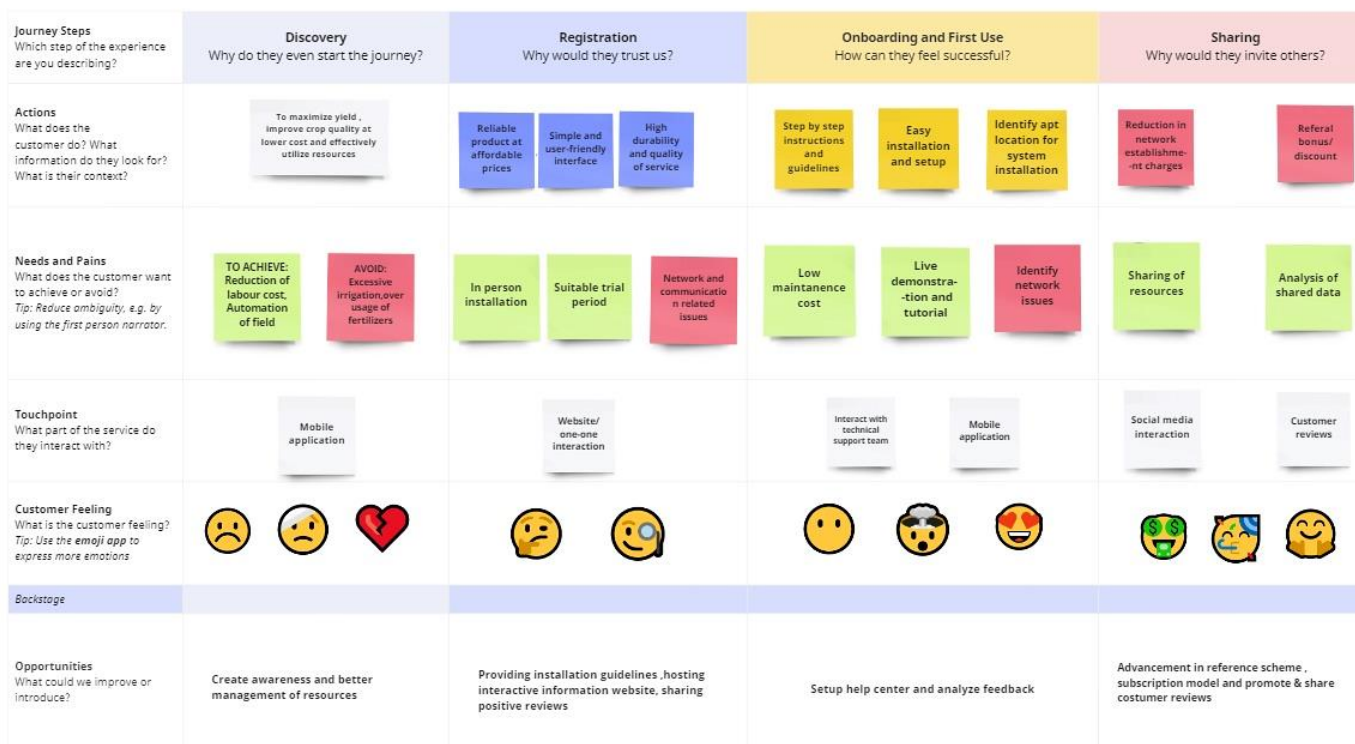 Journey Steps
Which step of the experience
are you describing?
Discovery
Why do they even start the journey?
Registration
Why would they trust us?
Onboarding and First Use
How can they feel successful?
Sharing
Why would they invite others?
Actions
What does the
customer do? What
information do they look for?
What is their context?
To maximize yield ,
improve crop quality at
lower cost and effectively
utilize resources
Reliable
product at
affordable
prices
Simple and
user-friendly
interface
High
durability
and quality
of service
Step by step
instructions
and
guidelines
Easy
installation
and setup
Identify apt
location for
system
installation
Reduction in
network
establishme-
-nt charges
Referal
bonus/
discount
Needs and Pains
What does the customer want
to achieve or avoid?
Tip: Reduce ambiguity, e.g. by
using the first person narrator.
TO ACHIEVE:
Reduction of
labour cost,
Automation
of field
AVOID:
Excessive
irrigation,over
usage of
fertilizers
In person
installation
Suitable trial
period
Network and
communicatio
n related
issues
Low
maintanence
cost
Live
demonstra-
-tion and
tutorial
Identify
network
issues
Sharing of
resources
Analysis of
shared data
Touchpoint
What part of the service do
they interact with?
Mobile
application
Website/
one-one
interaction
Interact with
technical
support team
Mobile
application
Social media
interaction
Customer
reviews
Customer Feeling
What is the customer feeling?
Tip: Use the emoji app to
express more emotions
Backstage
Opportunities
What could we improve or
introduce?
Create awareness and better
management of resources
Providing installation guidelines ,hosting
interactive information website, sharing
positive reviews
Setup help center and analyze feedback
Advancement in reference scheme ,
subscription model and promote & share
costumer reviews